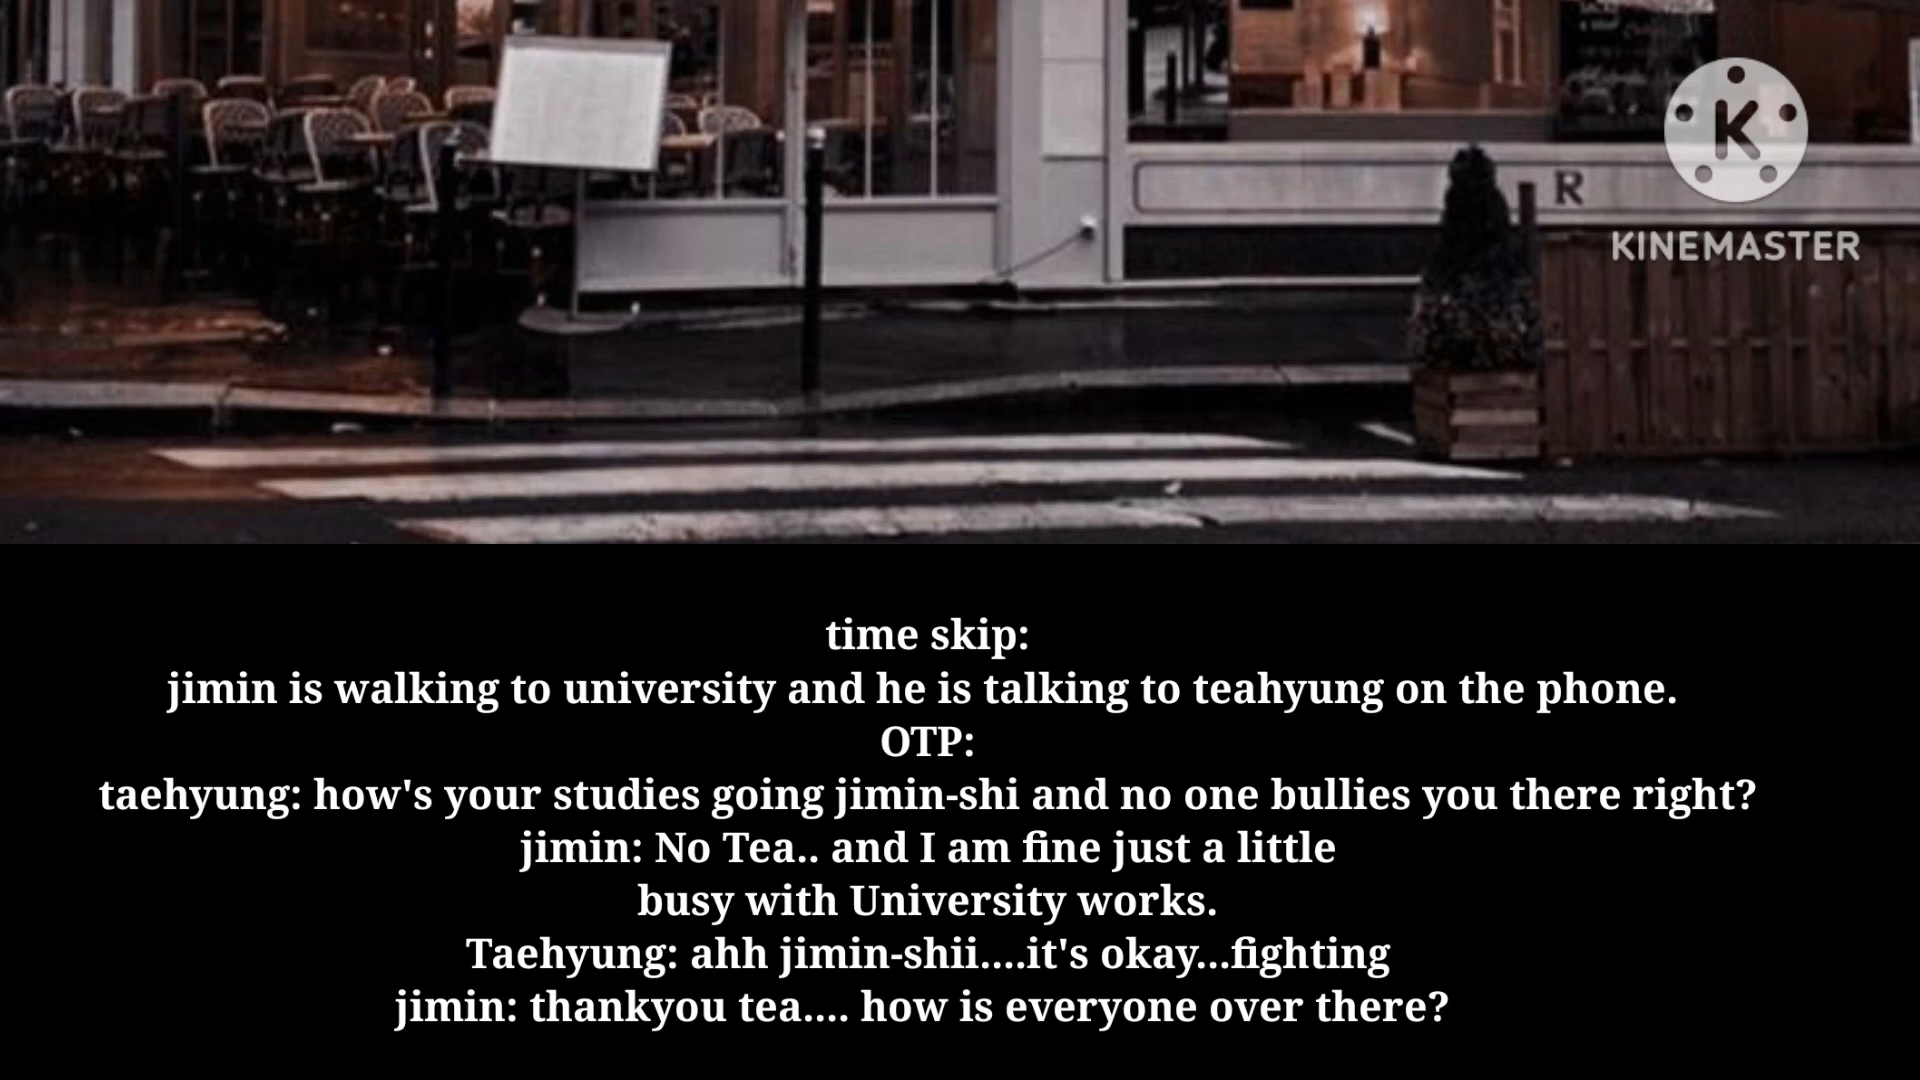 R
K
KINEMASTER
time skip:
jimin is walking to university and he is talking to teahyung on the phone.
OTP:
taehyung: how's your studies going jimin-shi and no one bullies you there right?
jimin: No Tea.. and I am fine just a little
busy with University works.
Taehyung: ahh jimin-shii....it's okay...fighting
jimin: thankyou tea.... how is everyone over there?